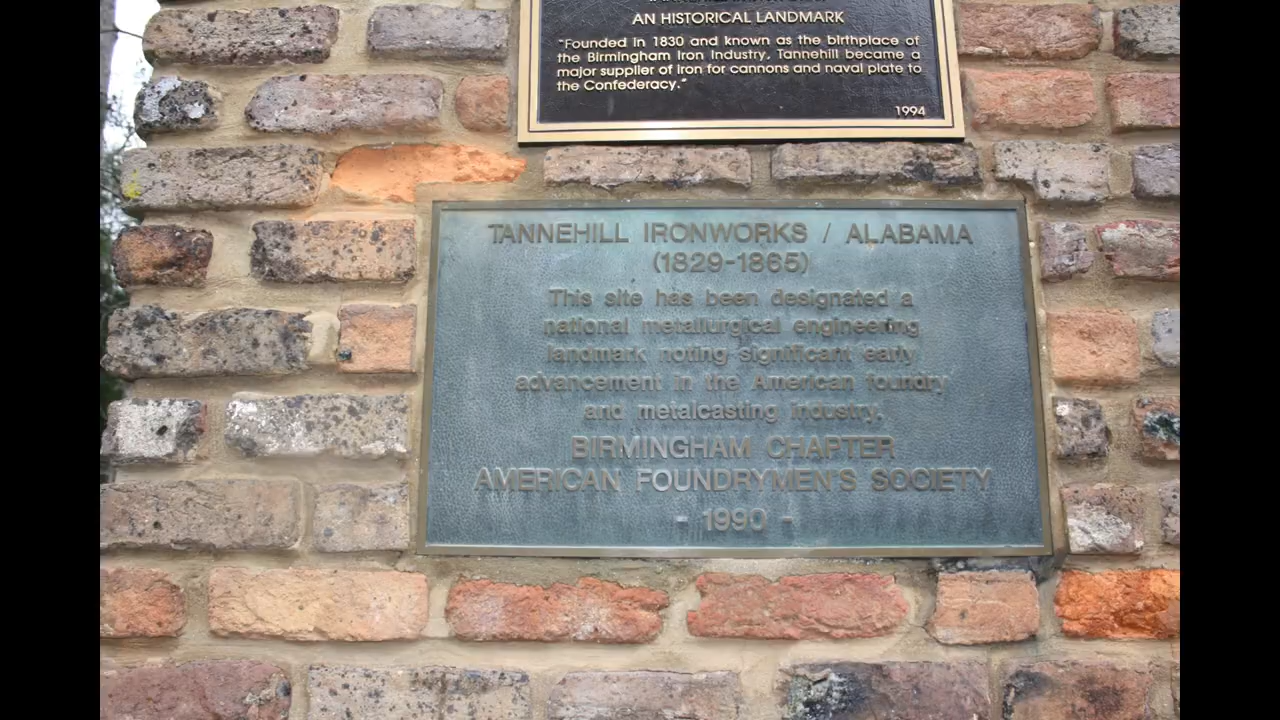 AN HISTORICAL LANDMARK
"Founded in 1830 and known as the birthplace of
the Birmingham Iron Industry, Tannehill became a
major supplier of iron for cannons and naval plate to
the Confederacy."
1994
TANNEHILL IRONWORKS / ALABAMA
(1829-1865)
This site has been designated a
national metallurgical engineering
landmark noting significant early
advancement in the American foundry
and metalcasting industry.
BIRMINGHAM CHAPTER
AMERICAN FOUNDRYMEN'S SOCIETY
- 1990 -